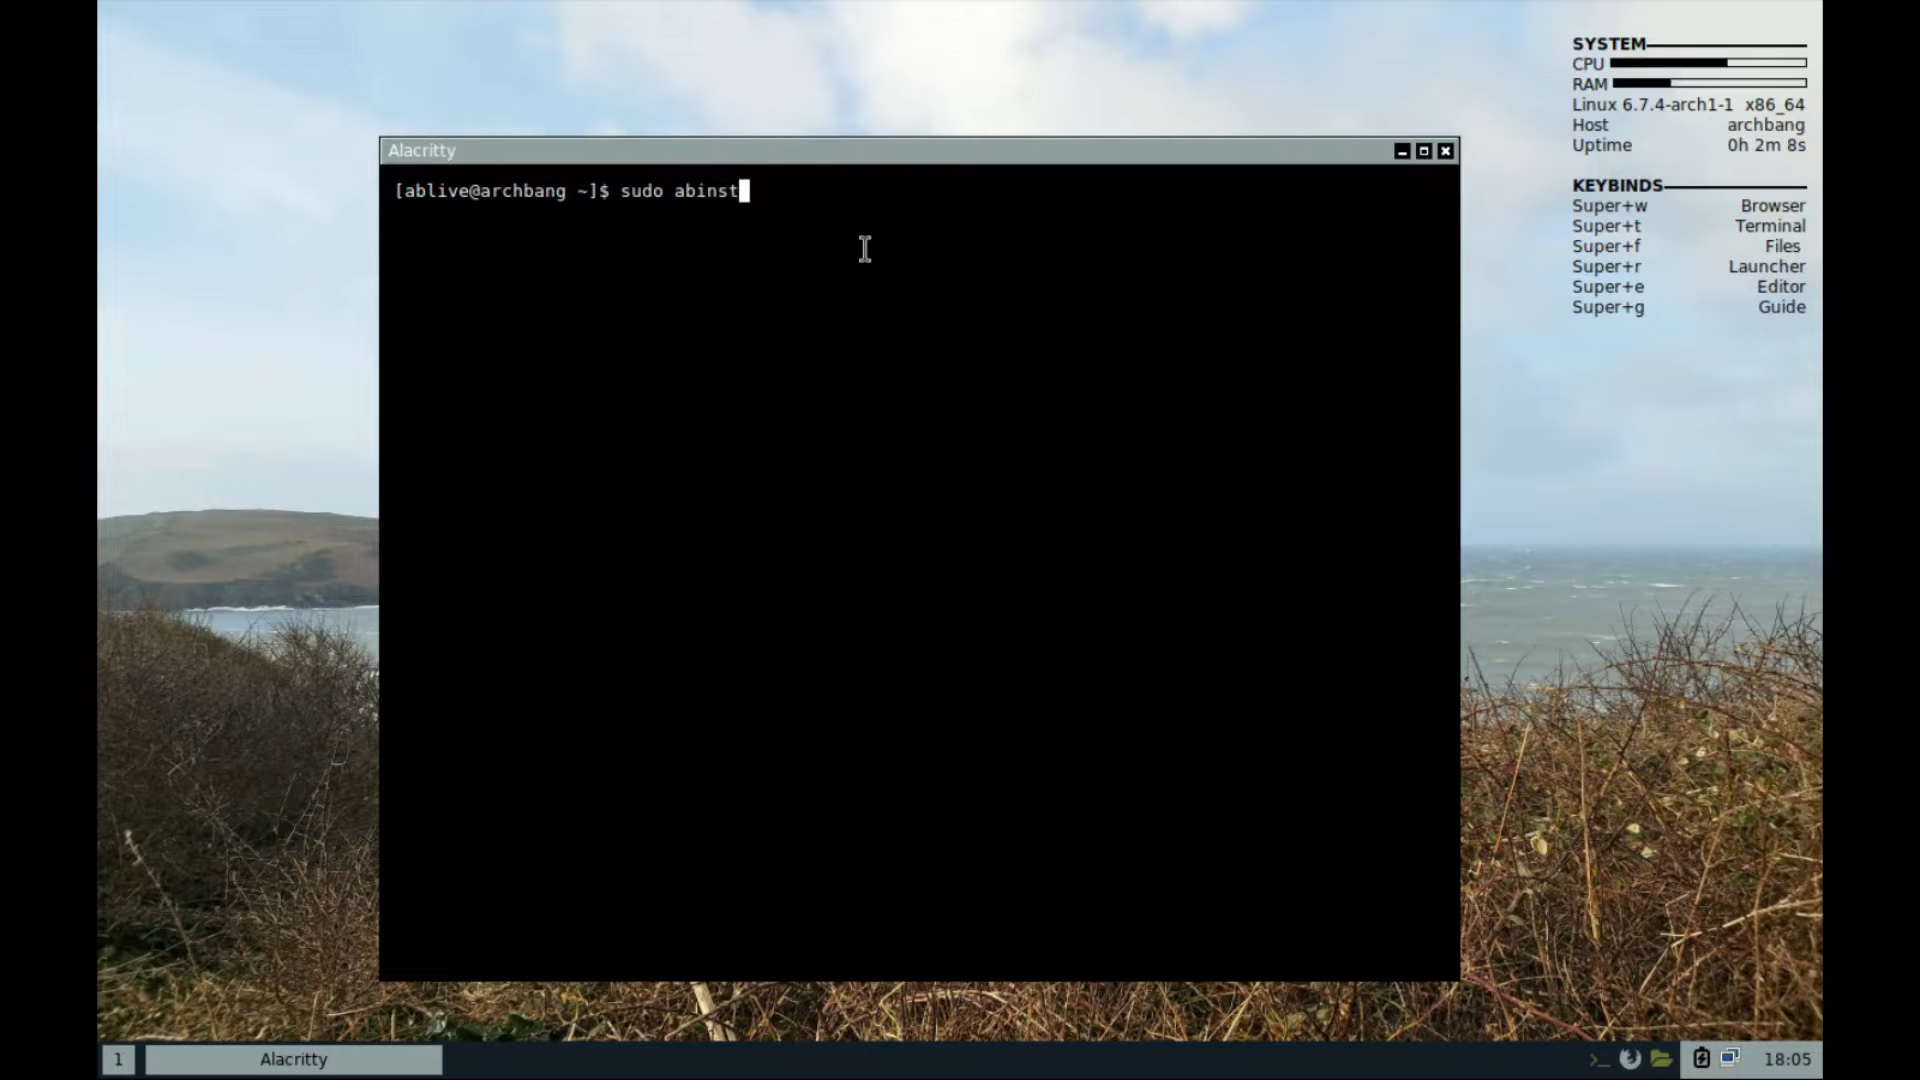 SYSTEM
CPU
RAM
Linux 6.7.4-arch1-1 x86_64
Host archbang
Uptime 0h 2m 8s
KEYBINDS
Super+w Browser
Super+t Terminal
Super+f Files
Super+r Launcher
Super+e Editor
Super+g Guide
Alacritty
[ablive@archbang ~]$ sudo abinst
1 Alacritty 18:05